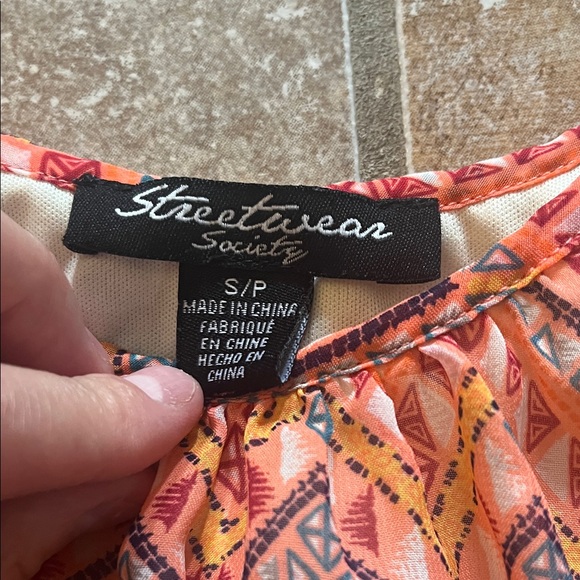 Streetwear
Society
S/P
MADE IN CHINA
FABRIQUÉ
EN CHINE
HECHO EN
CHINA